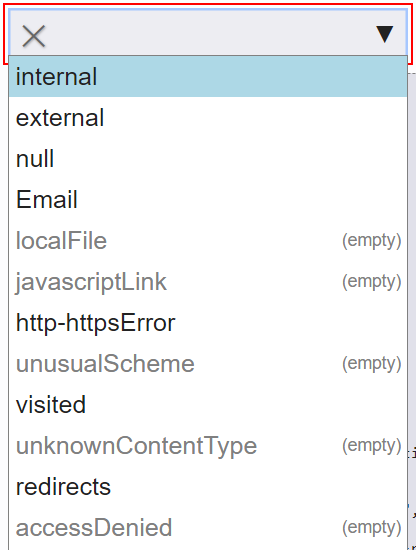 internal
external
null
Email
localFile (empty)
javascriptLink (empty)
http-httpsError
unusualScheme (empty)
visited
unknownContentType (empty)
redirects
accessDenied (empty)